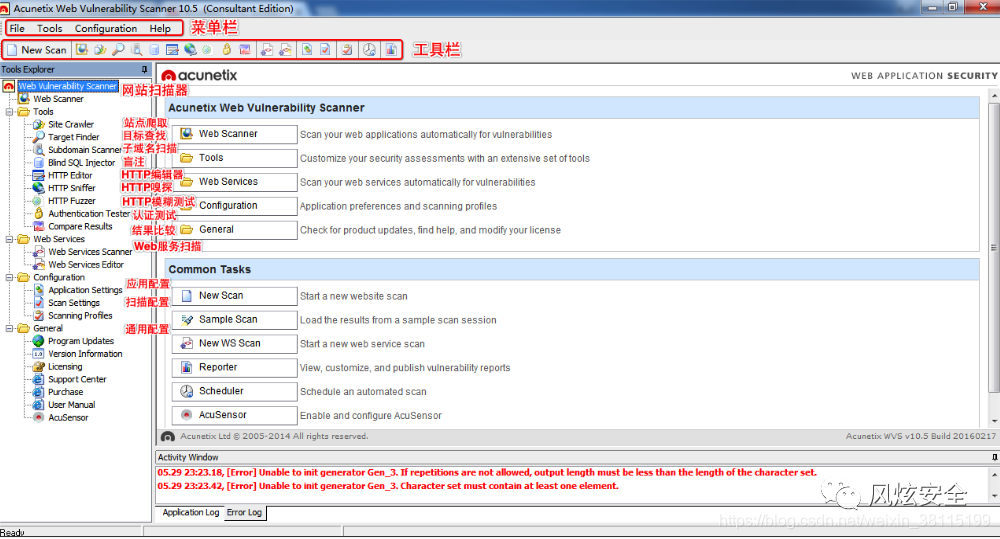 Acunetix Web Vulnerability Scanner 10.5 (Consultant Edition)
File Tools Configuration Help 菜单栏
New Scan 工具栏
Tools Explorer
Web Vulnerability Scanner 网站扫描器
Web Scanner
Tools
Site Crawler 站点爬取
Target Finder 目标查找
Subdomain Scanner 子域名扫描
Blind SQL Injector 盲注
HTTP Editor HTTP编辑器
HTTP Sniffer HTTP嗅探
HTTP Fuzzer HTTP模糊测试
Authentication Tester 认证测试
Compare Results 结果比较
Web Services Web服务扫描
Web Services Scanner
Web Services Editor
Configuration
Application Settings 应用配置
Scan Settings 扫描配置
Scanning Profiles
General 通用配置
Program Updates
Version Information
Licensing
Support Center
Purchase
User Manual
AcuSensor
acunetix WEB APPLICATION SECURITY
Acunetix Web Vulnerability Scanner
Web Scanner Scan your web applications automatically for vulnerabilities
Tools Customize your security assessments with an extensive set of tools
Web Services Scan your web services automatically for vulnerabilities
Configuration Application preferences and scanning profiles
General Check for product updates, find help, and modify your license
Common Tasks
New Scan Start a new website scan
Sample Scan Load the results from a sample scan session
New WS Scan Start a new web service scan
Reporter View, customize, and publish vulnerability reports
Scheduler Schedule an automated scan
AcuSensor Enable and configure AcuSensor
Acunetix Ltd © 2005-2014 All rights reserved. Acunetix WVS v10.5 Build 20160217
Activity Window
05.29 23:23.18, [Error] Unable to init generator Gen_3. If repetitions are not allowed, output length must be less than the length of the character set.
05.29 23:23.42, [Error] Unable to init generator Gen_3. Character set must contain at least one element.
风炫安全
Application Log Error Log
https://blog.csdn.net/weixin_38115199
Ready